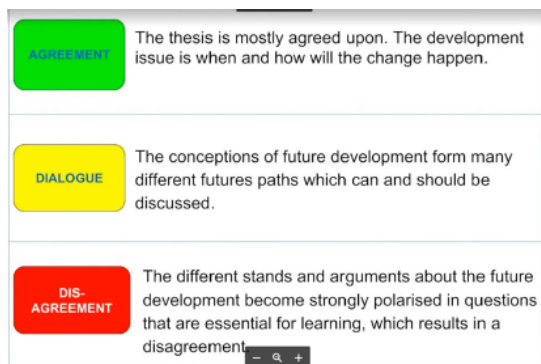 AGREEMENT
The thesis is mostly agreed upon. The development
issue is when and how will the change happen.
DIALOGUE
The conceptions of future development form many
different futures paths which can and should be
discussed.
DIS-
AGREEMENT
The different stands and arguments about the future
development become strongly polarised in questions
that are essential for learning, which results in a
disagreement.